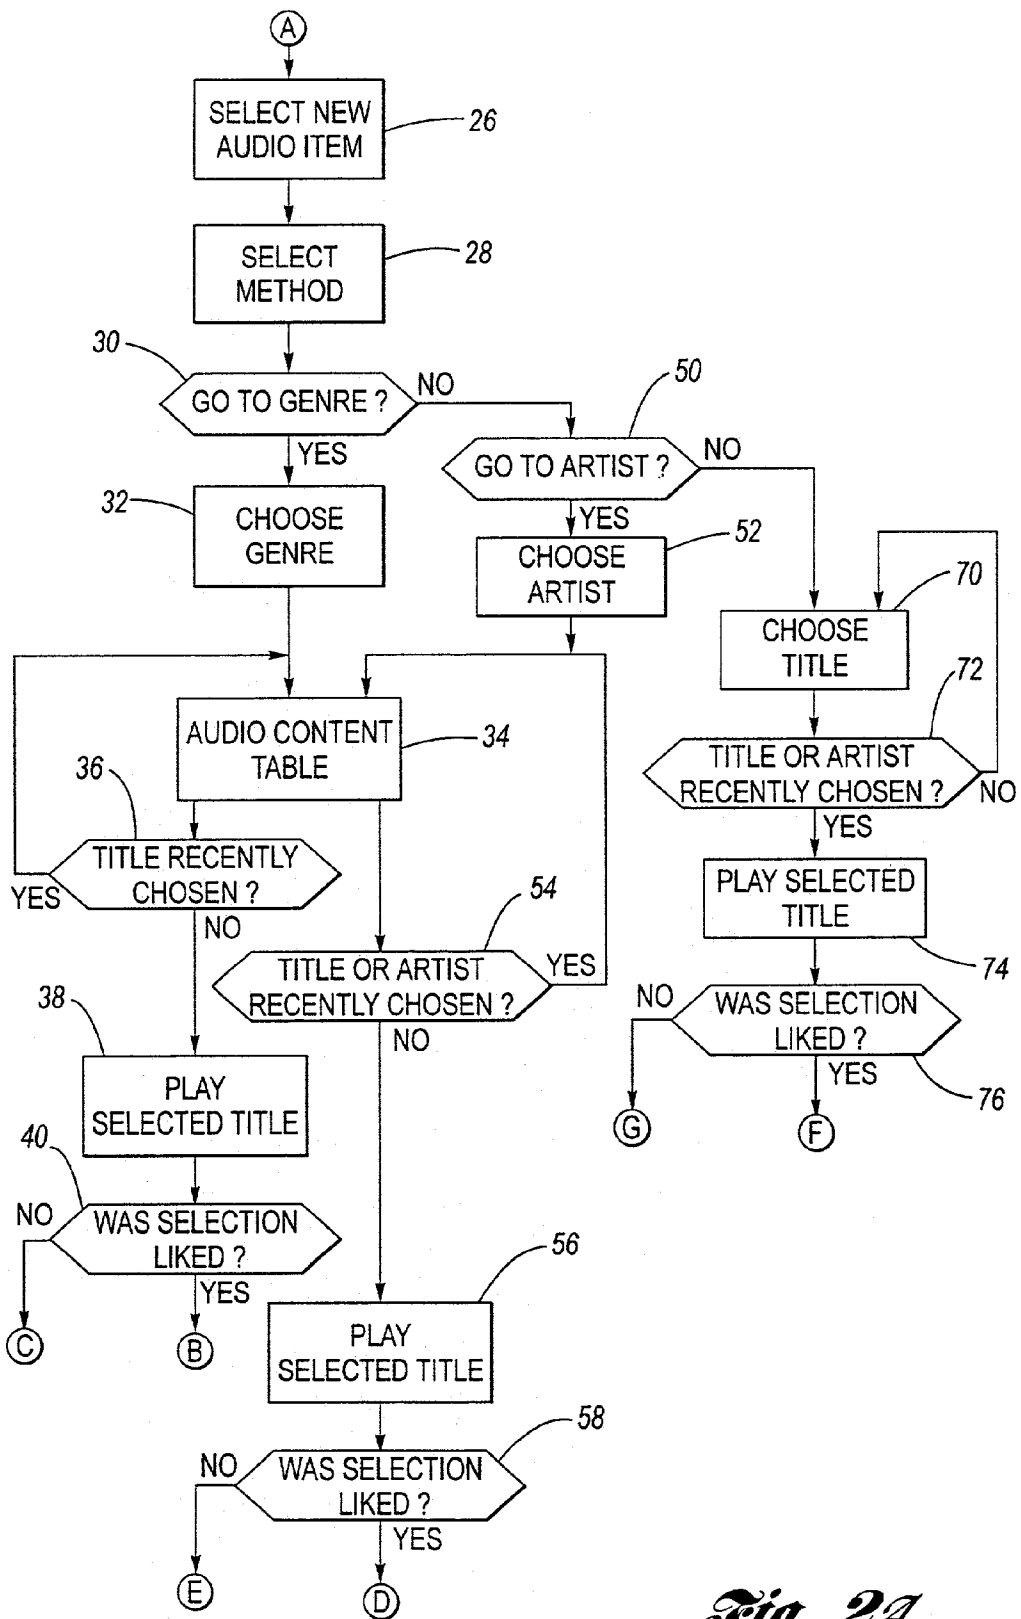 A
SELECT NEW
AUDIO ITEM
26
SELECT
METHOD
28
30
GO TO GENRE ?
NO
YES
50
GO TO ARTIST ?
NO
YES
32
CHOOSE
GENRE
CHOOSE
ARTIST
52
70
CHOOSE
TITLE
AUDIO CONTENT
TABLE
34
72
TITLE OR ARTIST
RECENTLY CHOSEN ?
NO
YES
36
TITLE RECENTLY
CHOSEN ?
YES
NO
PLAY SELECTED
TITLE
74
54
TITLE OR ARTIST
RECENTLY CHOSEN ?
YES
NO
WAS SELECTION
LIKED ?
NO
YES
76
G
F
38
PLAY
SELECTED TITLE
40
WAS SELECTION
LIKED ?
NO
YES
C
B
56
PLAY
SELECTED TITLE
58
WAS SELECTION
LIKED ?
NO
YES
E
D
Fig. 2A